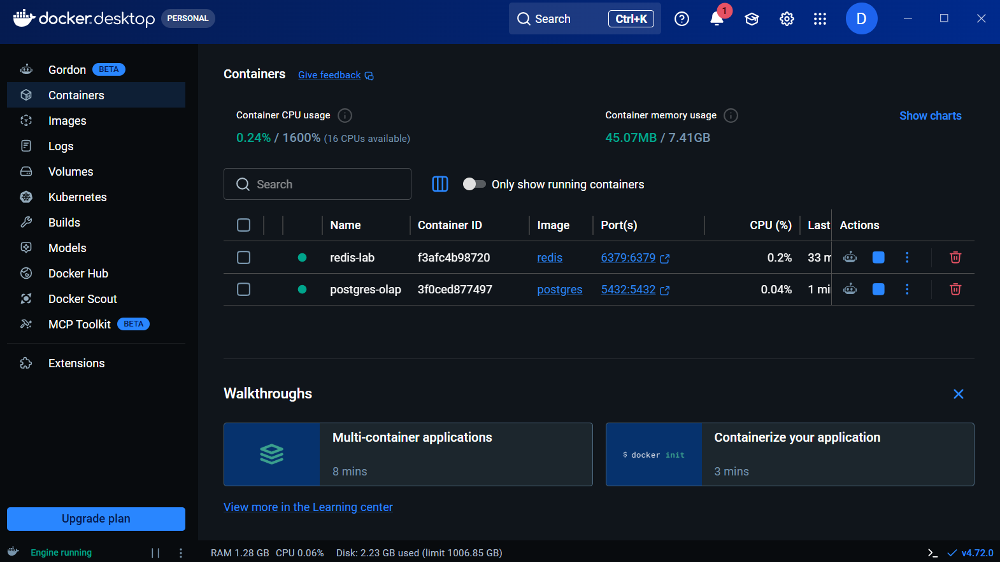 docker.desktop PERSONAL Search Ctrl+K 1 D
Gordon BETA
Containers
Images
Logs
Volumes
Kubernetes
Builds
Models
Docker Hub
Docker Scout
MCP Toolkit BETA
Extensions
Upgrade plan
Containers Give feedback
Container CPU usage
0.24% / 1600% (16 CPUs available)
Container memory usage
45.07MB / 7.41GB
Show charts
Search
Only show running containers
Name Container ID Image Port(s) CPU (%) Last Actions
redis-lab f3afc4b98720 redis 6379:6379 0.2% 33 m
postgres-olap 3f0ced877497 postgres 5432:5432 0.04% 1 mi
Walkthroughs
Multi-container applications
8 mins
$ docker init
Containerize your application
3 mins
View more in the Learning center
Engine running RAM 1.28 GB CPU 0.06% Disk: 2.23 GB used (limit 1006.85 GB) v4.72.0